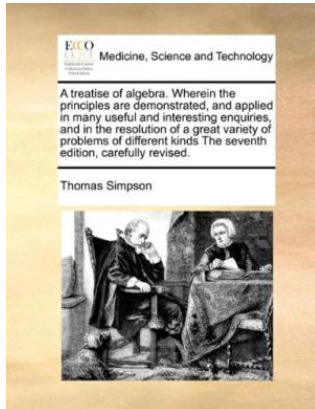 ECCO
Medicine, Science and Technology
A treatise of algebra. Wherein the
principles are demonstrated, and applied
in many useful and interesting enquiries,
and in the resolution of a great variety of
problems of different kinds The seventh
edition, carefully revised.
Thomas Simpson